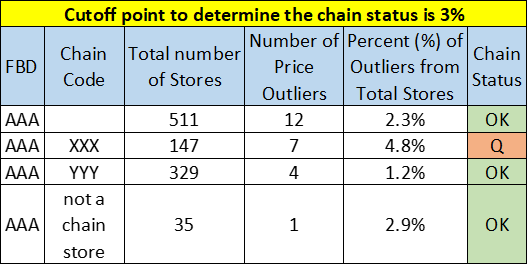 Cutoff point to determine the chain status is 3%
FBD Chain Code Total number of Stores Number of Price Outliers Percent (%) of Outliers from Total Stores Chain Status
AAA 511 12 2.3% OK
AAA XXX 147 7 4.8% Q
AAA YYY 329 4 1.2% OK
AAA not a chain store 35 1 2.9% OK